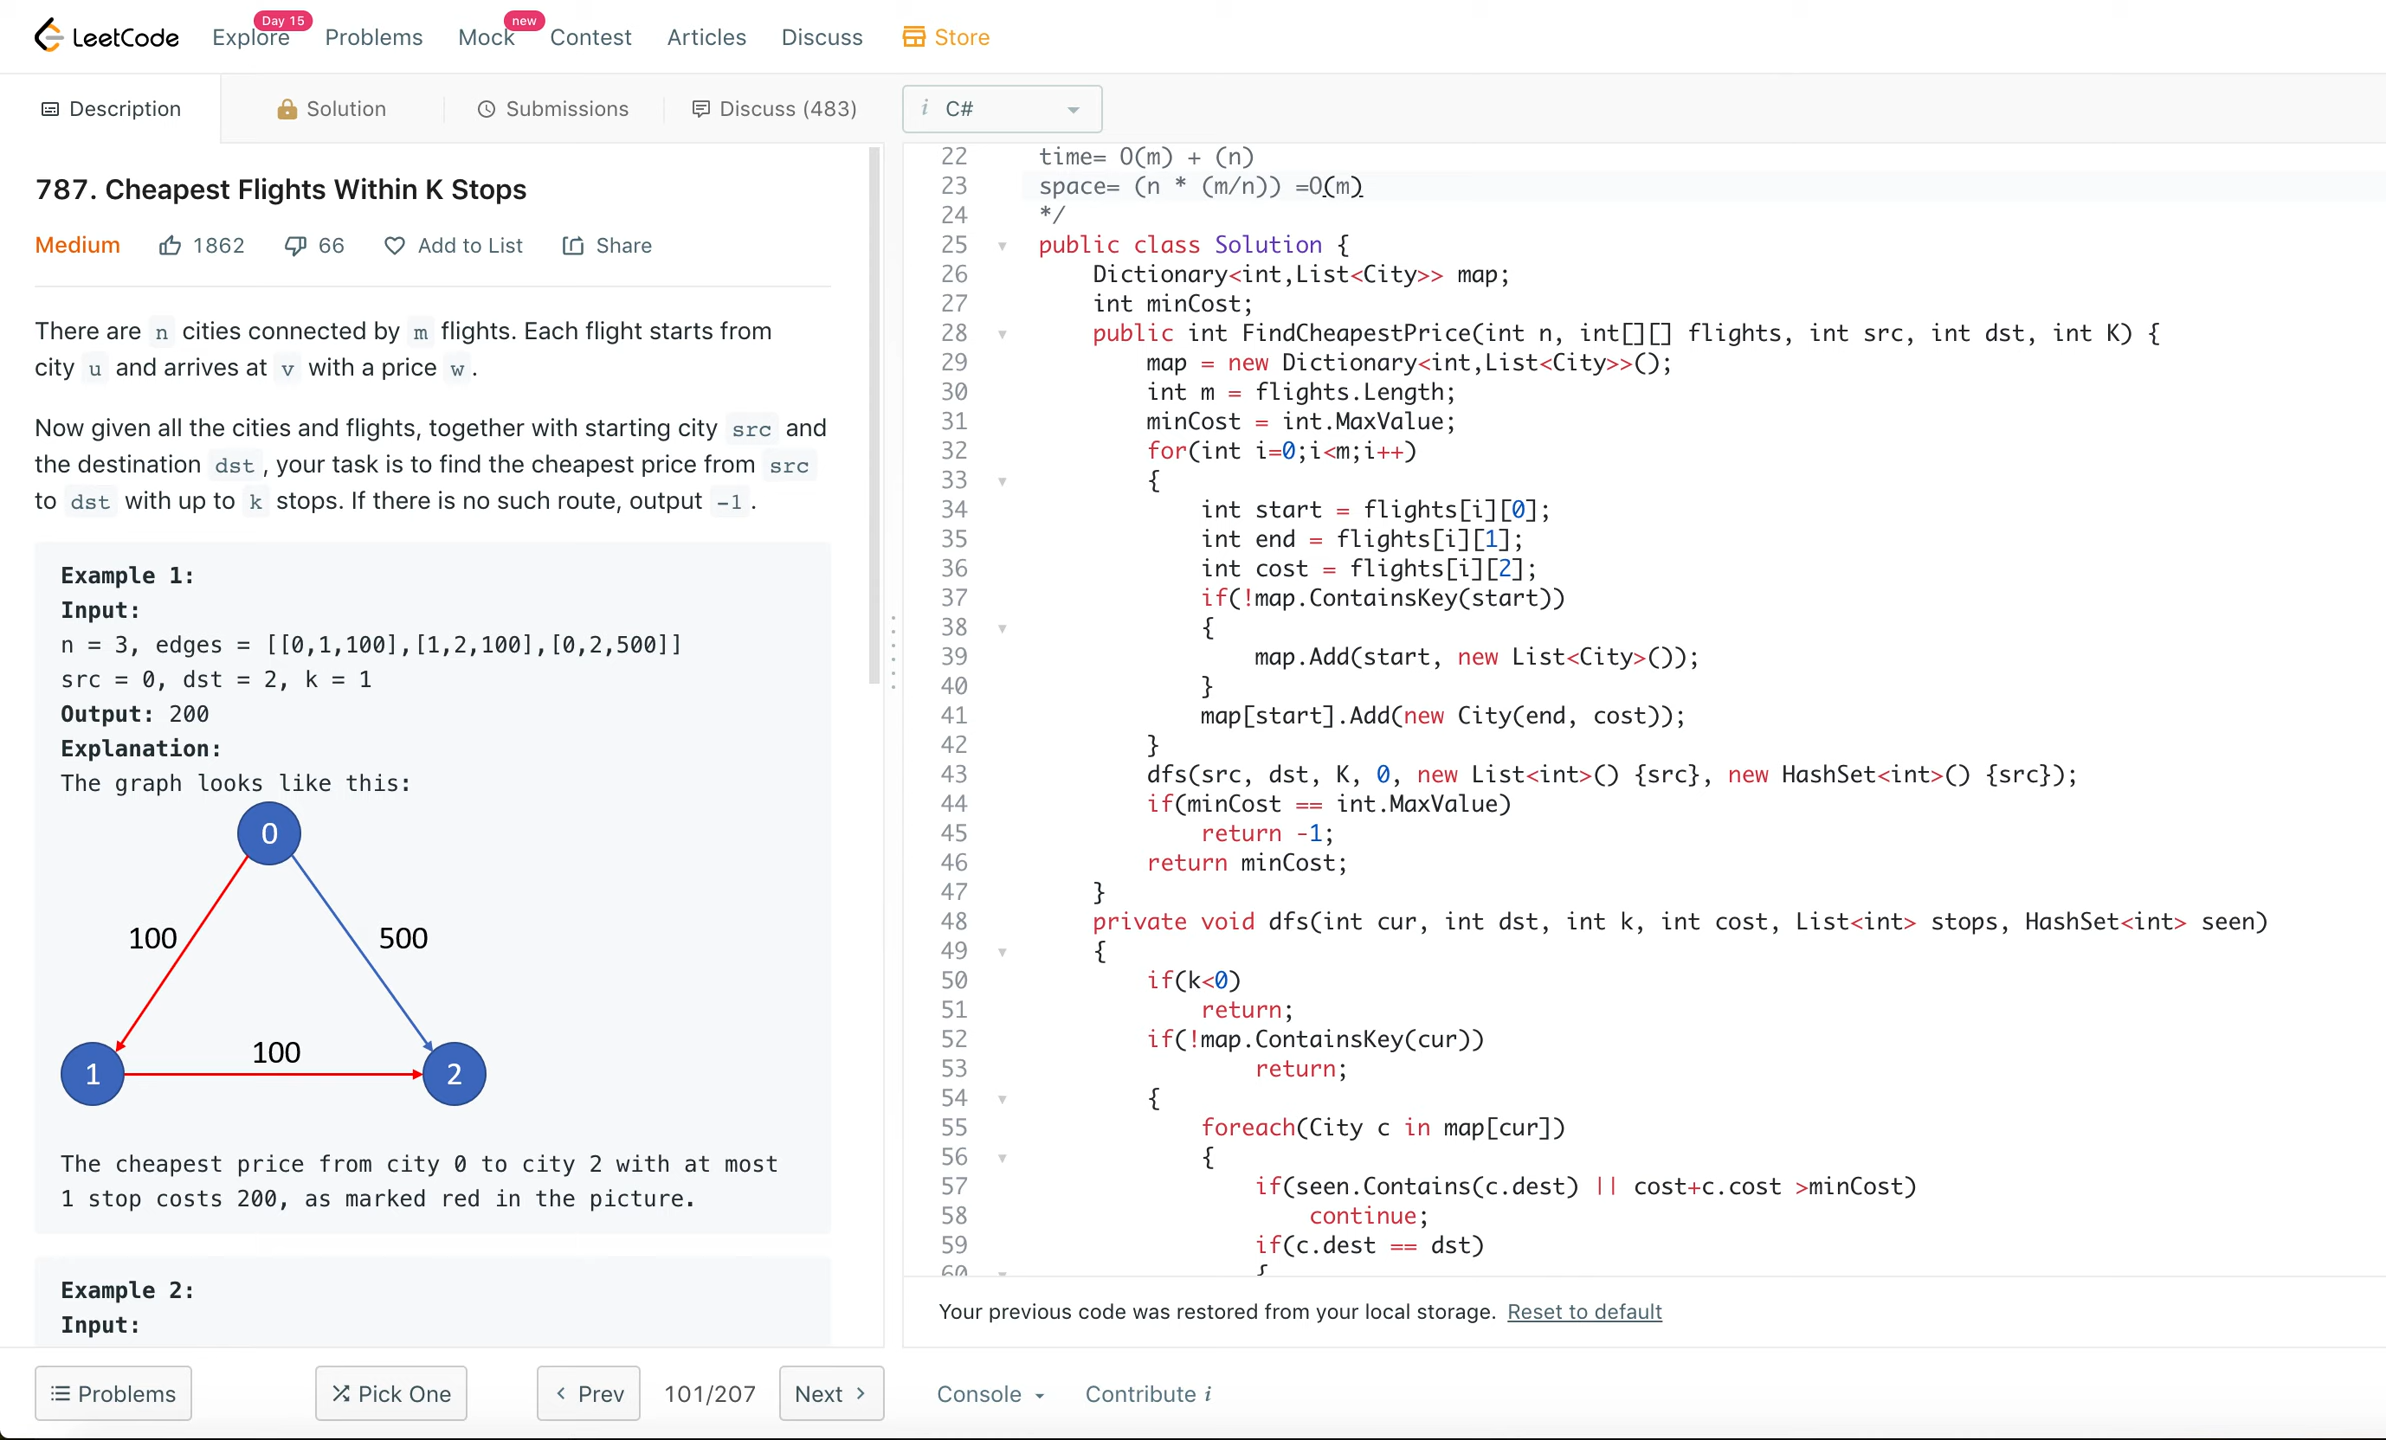 LeetCode Explore Day 15 Problems Mock new Contest Articles Discuss Store
Description Solution Submissions Discuss (483)
787. Cheapest Flights Within K Stops
Medium 1862 66 Add to List Share
There are n cities connected by m flights. Each flight starts from
city u and arrives at v with a price w .
Now given all the cities and flights, together with starting city src and
the destination dst , your task is to find the cheapest price from src
to dst with up to k stops. If there is no such route, output -1 .
Example 1:
Input:
n = 3, edges = [[0,1,100],[1,2,100],[0,2,500]]
src = 0, dst = 2, k = 1
Output: 200
Explanation:
The graph looks like this:
0
100 500
100
1 2
The cheapest price from city 0 to city 2 with at most
1 stop costs 200, as marked red in the picture.
Example 2:
Input:
Problems Pick One < Prev 101/207 Next >
i C#
22 time= O(m) + (n)
23 space= (n * (m/n)) =O(m)
24 */
25 public class Solution {
26 Dictionary<int,List<City>> map;
27 int minCost;
28 public int FindCheapestPrice(int n, int[][] flights, int src, int dst, int K) {
29 map = new Dictionary<int,List<City>>();
30 int m = flights.Length;
31 minCost = int.MaxValue;
32 for(int i=0;i<m;i++)
33 {
34 int start = flights[i][0];
35 int end = flights[i][1];
36 int cost = flights[i][2];
37 if(!map.ContainsKey(start))
38 {
39 map.Add(start, new List<City>());
40 }
41 map[start].Add(new City(end, cost));
42 }
43 dfs(src, dst, K, 0, new List<int>() {src}, new HashSet<int>() {src});
44 if(minCost == int.MaxValue)
45 return -1;
46 return minCost;
47 }
48 private void dfs(int cur, int dst, int k, int cost, List<int> stops, HashSet<int> seen)
49 {
50 if(k<0)
51 return;
52 if(!map.ContainsKey(cur))
53 return;
54 {
55 foreach(City c in map[cur])
56 {
57 if(seen.Contains(c.dest) || cost+c.cost >minCost)
58 continue;
59 if(c.dest == dst)
60 {
Your previous code was restored from your local storage. Reset to default
Console Contribute i